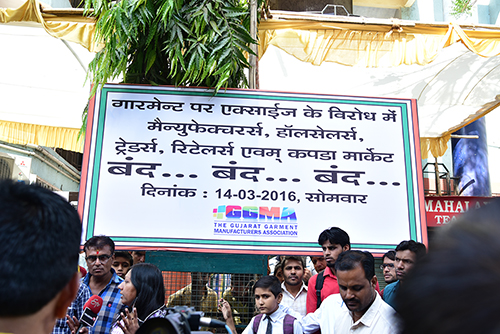 गारमेन्ट पर एक्साईज के विरोध में
मैन्युफेक्चरर्स, हॉलसेलर्स,
ट्रेडर्स, रिटेलर्स एवम् कपडा मार्केट
बंद... बंद... बंद...
दिनांक : 14-03-2016, सोमवार
GGMA
THE GUJARAT GARMENT
MANUFACTURERS ASSOCIATION